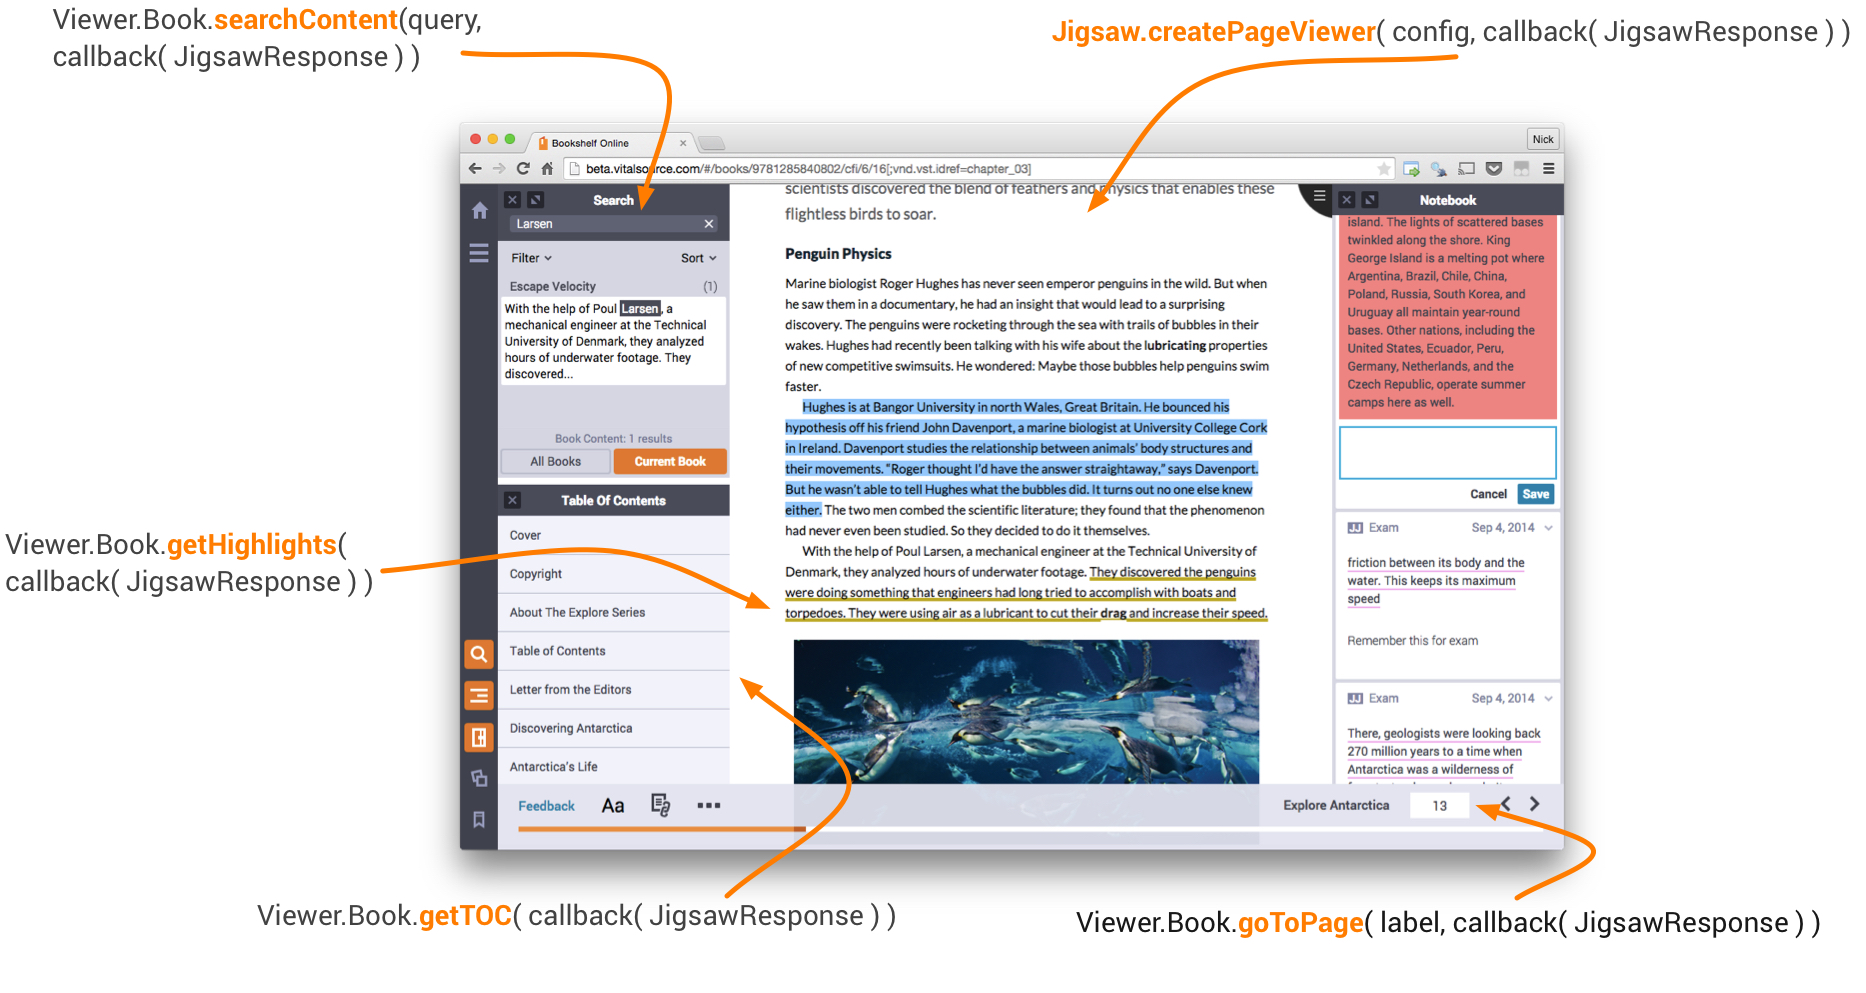 Viewer.Book.searchContent(query,
callback( JigsawResponse ) )
Jigsaw.createPageViewer( config, callback( JigsawResponse ) )
Bookshelf Online
Nick
beta.vitalsource.com/#/books/9781285840802/cfi/6/16[;vnd.vst.idref=chapter_03]
Search
Larsen
Filter
Sort
Escape Velocity (1)
With the help of Poul Larsen, a
mechanical engineer at the Technical
University of Denmark, they analyzed
hours of underwater footage. They
discovered...
Book Content: 1 results
All Books
Current Book
Table Of Contents
Cover
Copyright
About The Explore Series
Table of Contents
Letter from the Editors
Discovering Antarctica
Antarctica's Life
scientists discovered the blend of feathers and physics that enables these
flightless birds to soar.
Penguin Physics
Marine biologist Roger Hughes has never seen emperor penguins in the wild. But when
he saw them in a documentary, he had an insight that would lead to a surprising
discovery. The penguins were rocketing through the sea with trails of bubbles in their
wakes. Hughes had recently been talking with his wife about the lubricating properties
of new competitive swimsuits. He wondered: Maybe those bubbles help penguins swim
faster.
Hughes is at Bangor University in north Wales, Great Britain. He bounced his
hypothesis off his friend John Davenport, a marine biologist at University College Cork
in Ireland. Davenport studies the relationship between animals' body structures and
their movements. “Roger thought I'd have the answer straightaway,” says Davenport.
But he wasn't able to tell Hughes what the bubbles did. It turns out no one else knew
either. The two men combed the scientific literature; they found that the phenomenon
had never even been studied. So they decided to do it themselves.
With the help of Poul Larsen, a mechanical engineer at the Technical University of
Denmark, they analyzed hours of underwater footage. They discovered the penguins
were doing something that engineers had long tried to accomplish with boats and
torpedoes. They were using air as a lubricant to cut their drag and increase their speed.
Notebook
island. The lights of scattered bases
twinkled along the shore. King
George Island is a melting pot where
Argentina, Brazil, Chile, China,
Poland, Russia, South Korea, and
Uruguay all maintain year-round
bases. Other nations, including the
United States, Ecuador, Peru,
Germany, Netherlands, and the
Czech Republic, operate summer
camps here as well.
Cancel
Save
JJ Exam Sep 4, 2014
friction between its body and the
water. This keeps its maximum
speed
Remember this for exam
JJ Exam Sep 4, 2014
There, geologists were looking back
270 million years to a time when
Antarctica was a wilderness of
Feedback
Aa
Explore Antarctica
13
Viewer.Book.getHighlights(
callback( JigsawResponse ) )
Viewer.Book.getTOC( callback( JigsawResponse ) )
Viewer.Book.goToPage( label, callback( JigsawResponse ) )